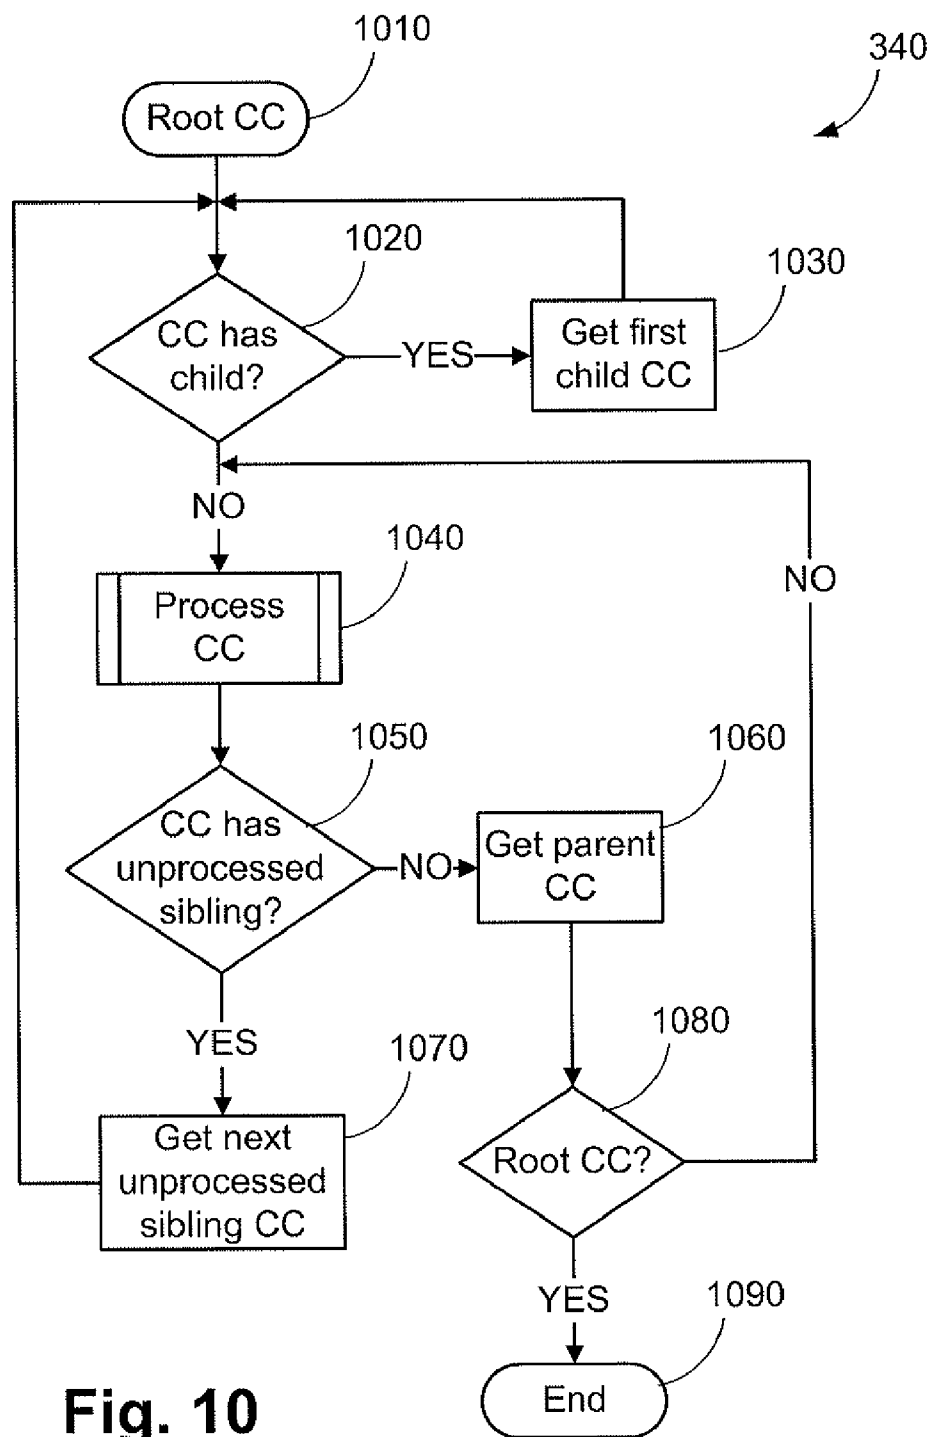 1010
340
Root CC
1020
1030
CC has
child?
YES
Get first
child CC
NO
1040
NO
Process
CC
1050
1060
CC has
unprocessed
sibling?
NO
Get parent
CC
YES
1070
1080
Get next
unprocessed
sibling CC
Root CC?
YES
1090
End
Fig. 10